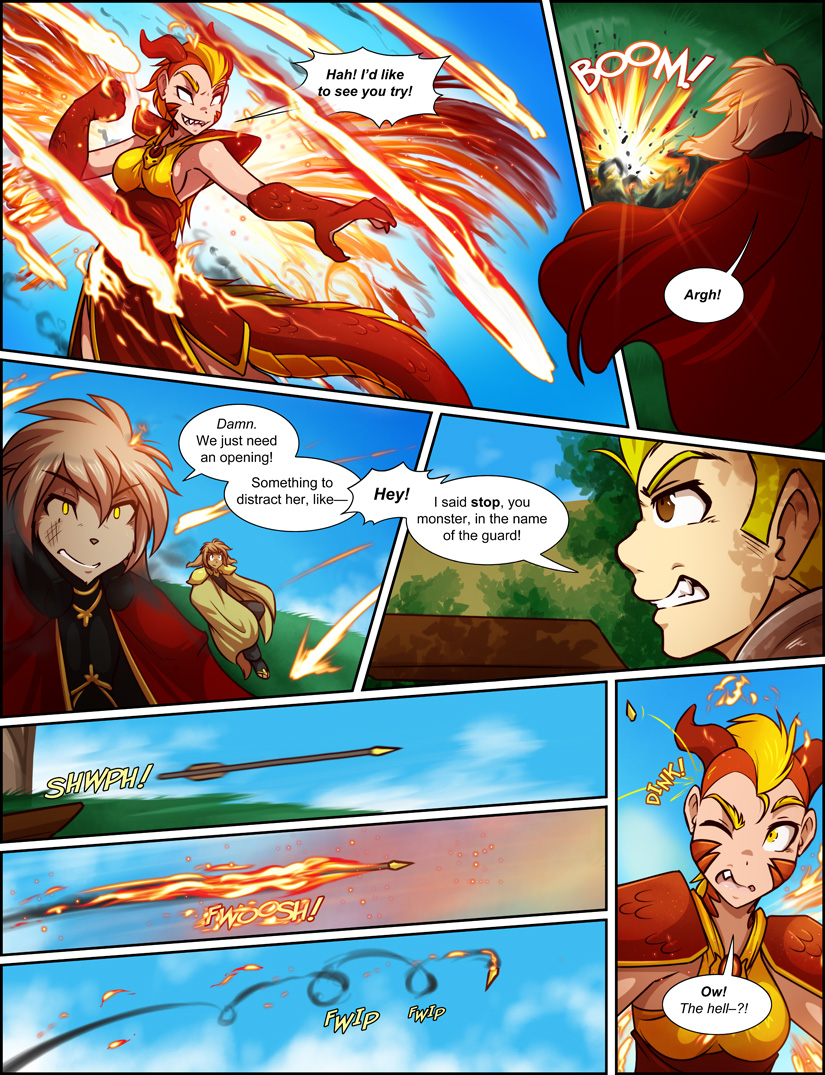 Hah! I'd like
to see you try!
BOOM!
Argh!
Damn.
We just need
an opening!
Something to
distract her, like—
Hey!
I said stop, you
monster, in the name
of the guard!
SHWPH!
FWOOSH!
FWIP
FWIP
DINK!
Ow!
The hell–?!